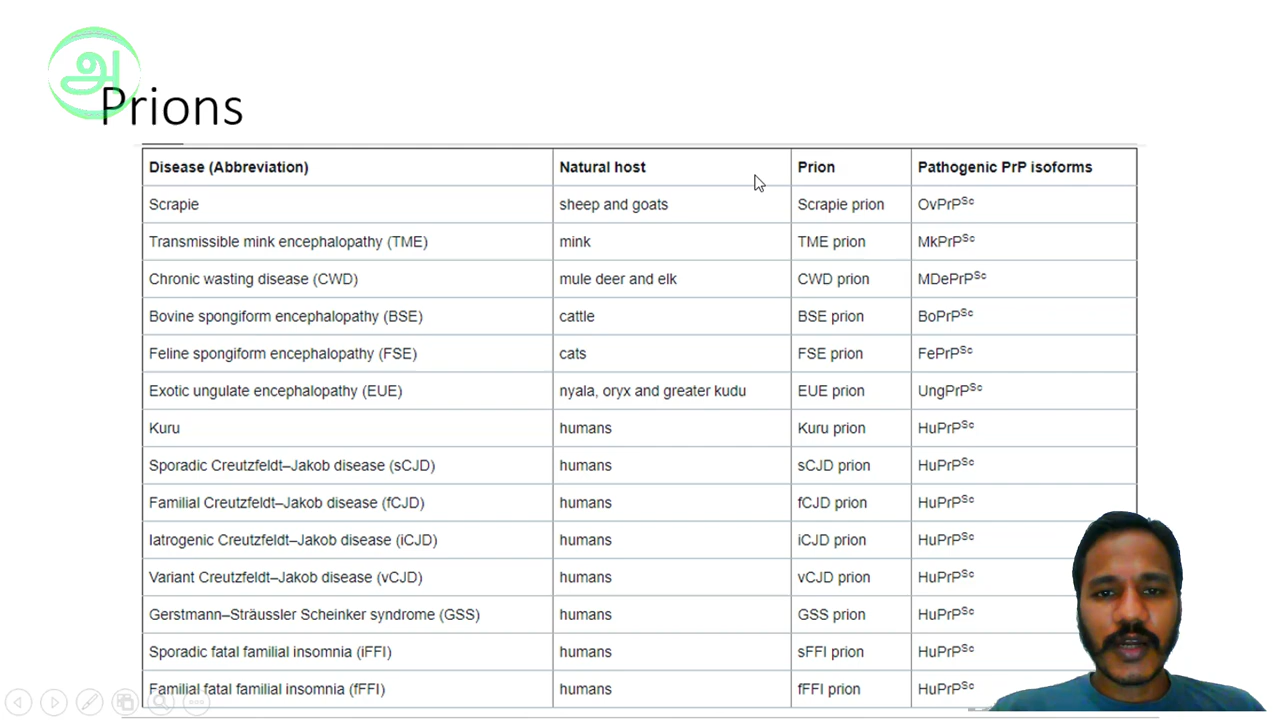 அ
Prions
Disease (Abbreviation) Natural host Prion Pathogenic PrP isoforms
Scrapie sheep and goats Scrapie prion OvPrPSc
Transmissible mink encephalopathy (TME) mink TME prion MkPrPSc
Chronic wasting disease (CWD) mule deer and elk CWD prion MDePrPSc
Bovine spongiform encephalopathy (BSE) cattle BSE prion BoPrPSc
Feline spongiform encephalopathy (FSE) cats FSE prion FePrPSc
Exotic ungulate encephalopathy (EUE) nyala, oryx and greater kudu EUE prion UngPrPSc
Kuru humans Kuru prion HuPrPSc
Sporadic Creutzfeldt–Jakob disease (sCJD) humans sCJD prion HuPrPSc
Familial Creutzfeldt–Jakob disease (fCJD) humans fCJD prion HuPrPSc
Iatrogenic Creutzfeldt–Jakob disease (iCJD) humans iCJD prion HuPrPSc
Variant Creutzfeldt–Jakob disease (vCJD) humans vCJD prion HuPrPSc
Gerstmann–Sträussler Scheinker syndrome (GSS) humans GSS prion HuPrPSc
Sporadic fatal familial insomnia (iFFI) humans sFFI prion HuPrPSc
Familial fatal familial insomnia (fFFI) humans fFFI prion HuPrPSc